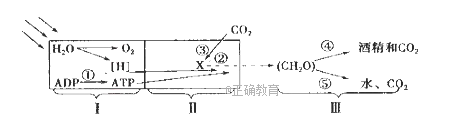 CO₂
H₂O O₂ ③ ④ 酒精和CO₂
[H] X ② (CH₂O)
ADP ① ATP ⑤ 水、CO₂
@正确教育
I II III